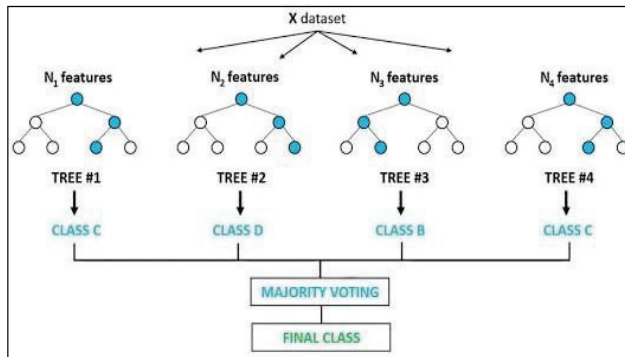 X dataset
N₁ features N₂ features N₃ features N₄ features
TREE #1 TREE #2 TREE #3 TREE #4
CLASS C CLASS D CLASS B CLASS C
MAJORITY VOTING
FINAL CLASS